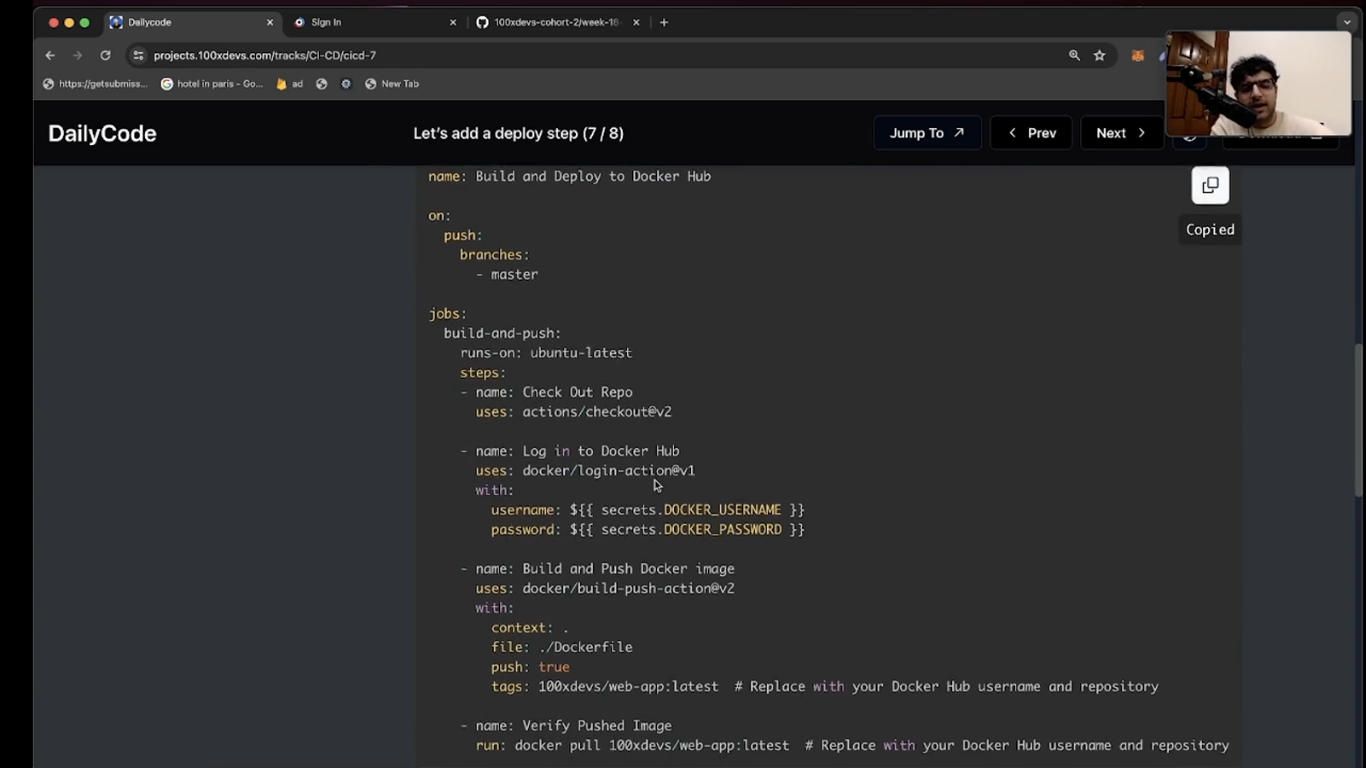 Dailycode
Sign In
100xdevs-cohort-2/week-18-
projects.100xdevs.com/tracks/CI-CD/cicd-7
https://getsubmiss...
hotel in paris - Go...
ad
New Tab
DailyCode
Let's add a deploy step (7 / 8)
Jump To
Prev
Next
name: Build and Deploy to Docker Hub
Copied
on:
push:
branches:
- master
jobs:
build-and-push:
runs-on: ubuntu-latest
steps:
- name: Check Out Repo
uses: actions/checkout@v2
- name: Log in to Docker Hub
uses: docker/login-action@v1
with:
username: ${{ secrets.DOCKER_USERNAME }}
password: ${{ secrets.DOCKER_PASSWORD }}
- name: Build and Push Docker image
uses: docker/build-push-action@v2
with:
context: .
file: ./Dockerfile
push: true
tags: 100xdevs/web-app:latest # Replace with your Docker Hub username and repository
- name: Verify Pushed Image
run: docker pull 100xdevs/web-app:latest # Replace with your Docker Hub username and repository